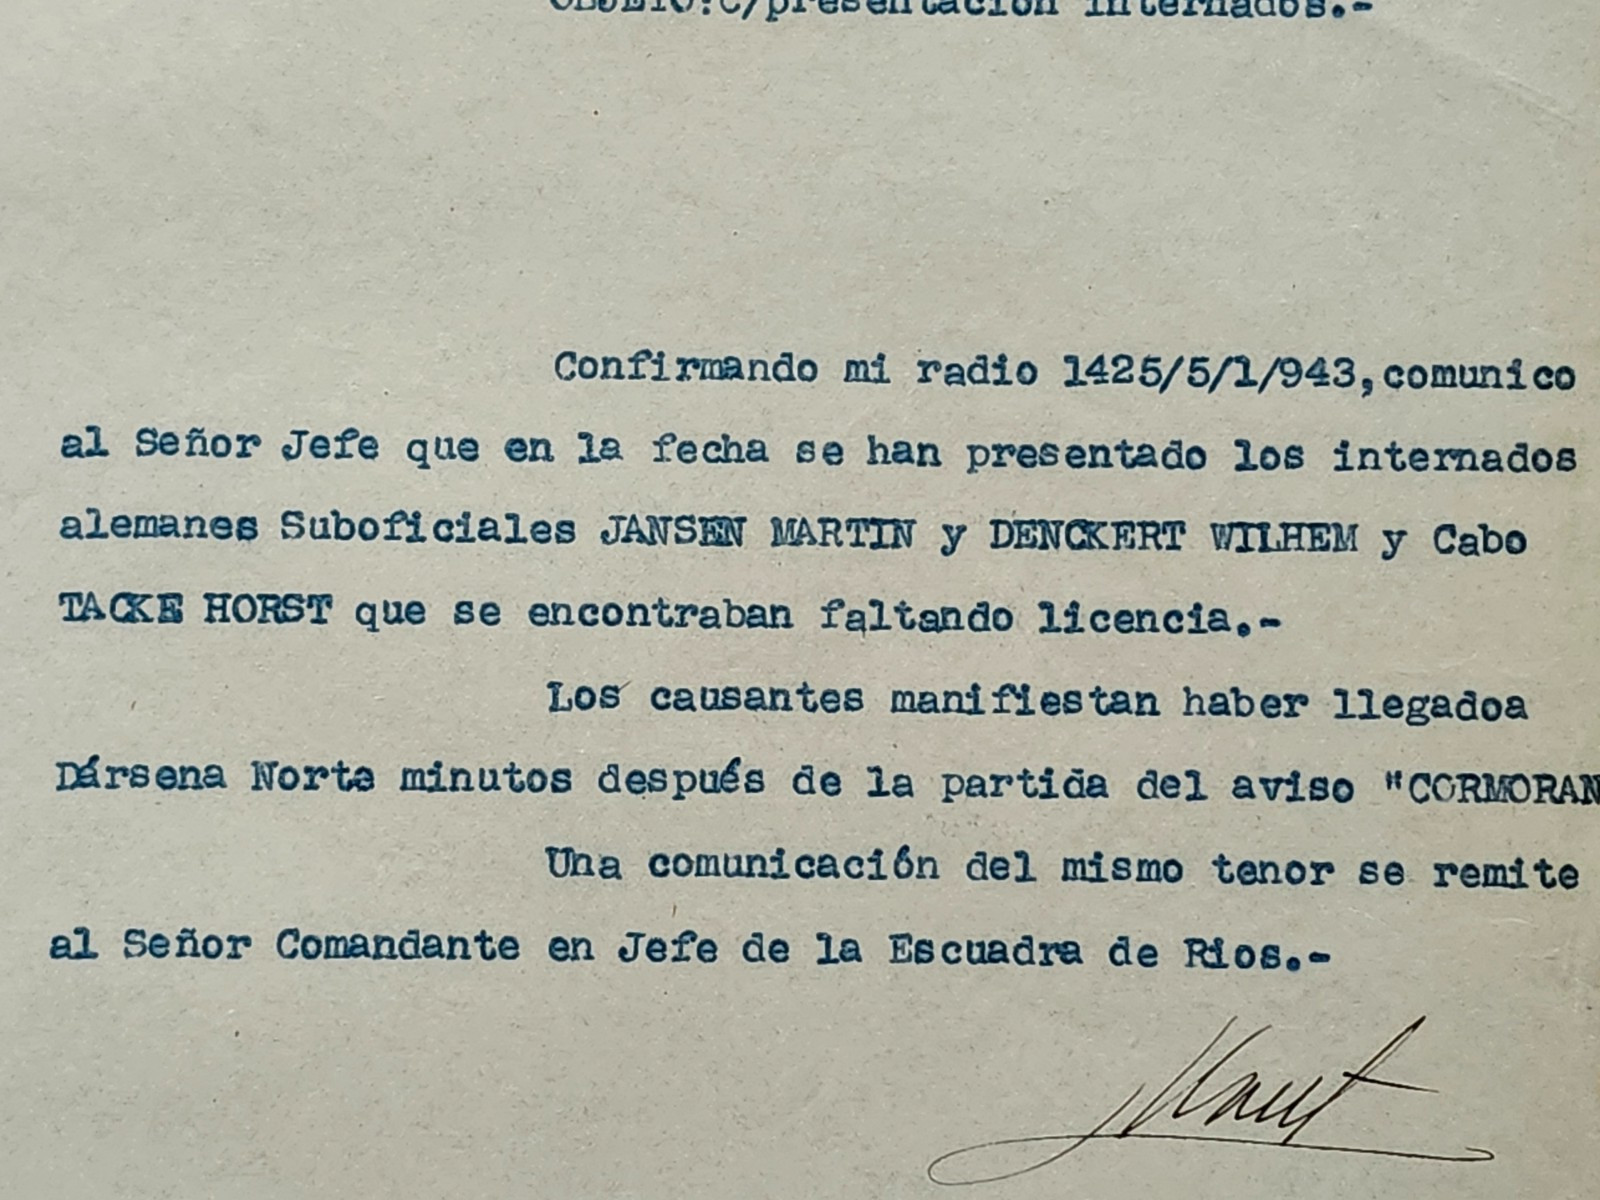 OBJETO:C/presentación internados.-
Confirmando mi radio 1425/5/1/943,comunico
al Señor Jefe que en la fecha se han presentado los internados
alemanes Suboficiales JANSEN MARTIN y DENCKERT WILHEM y Cabo
TACKE HORST que se encontraban faltando licencia.-
Los causantes manifiestan haber llegadoa
Dársena Norte minutos después de la partida del aviso "CORMORAN
Una comunicación del mismo tenor se remite
al Señor Comandante en Jefe de la Escuadra de Rios.-